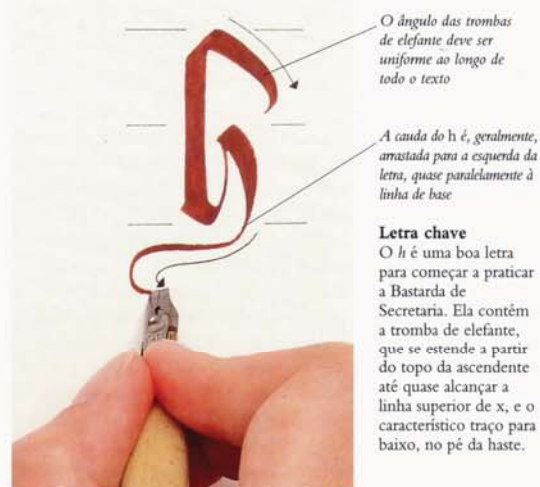 O ângulo das trombas
de elefante deve ser
uniforme ao longo de
todo o texto
A cauda do h é, geralmente,
arrastada para a esquerda da
letra, quase paralelamente à
linha de base
Letra chave
O h é uma boa letra
para começar a praticar
a Bastarda de
Secretaria. Ela contém
a tromba de elefante,
que se estende a partir
do topo da ascendente
até quase alcançar a
linha superior de x, e o
característico traço para
baixo, no pé da haste.
h